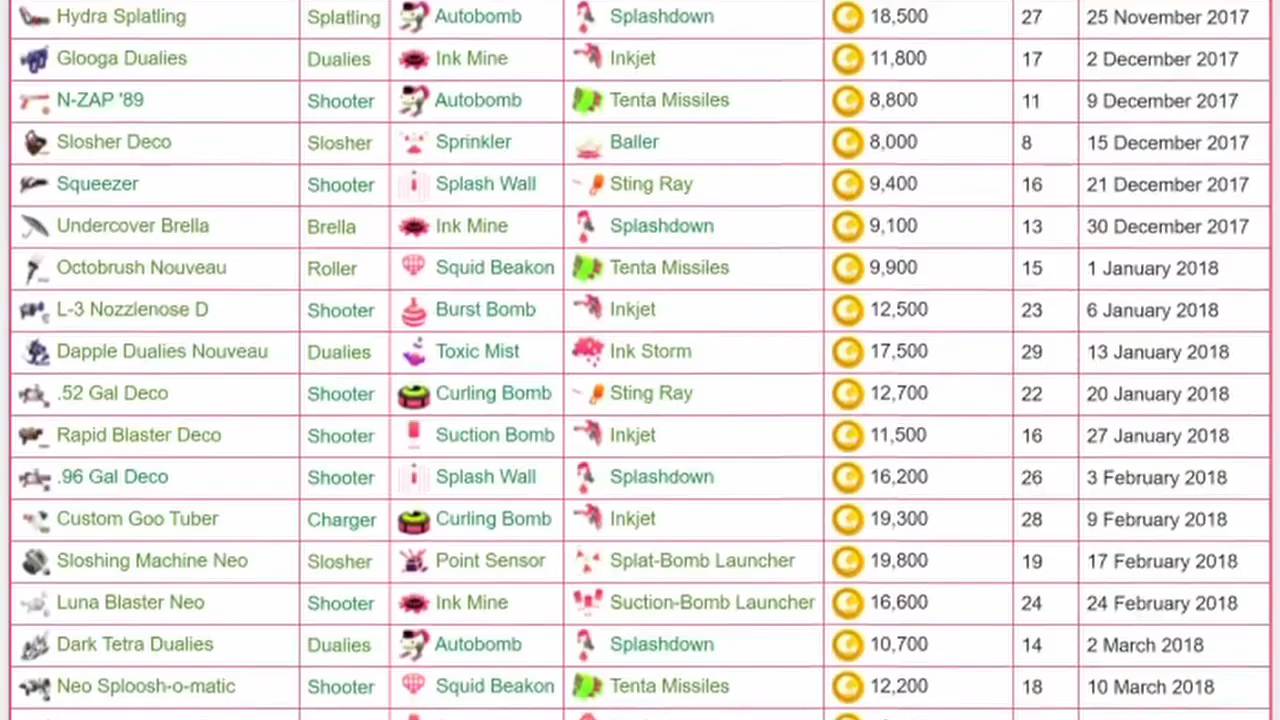 Hydra Splatling Splatling Autobomb Splashdown 18,500 27 25 November 2017
Glooga Dualies Dualies Ink Mine Inkjet 11,800 17 2 December 2017
N-ZAP '89 Shooter Autobomb Tenta Missiles 8,800 11 9 December 2017
Slosher Deco Slosher Sprinkler Baller 8,000 8 15 December 2017
Squeezer Shooter Splash Wall Sting Ray 9,400 16 21 December 2017
Undercover Brella Brella Ink Mine Splashdown 9,100 13 30 December 2017
Octobrush Nouveau Roller Squid Beakon Tenta Missiles 9,900 15 1 January 2018
L-3 Nozzlenose D Shooter Burst Bomb Inkjet 12,500 23 6 January 2018
Dapple Dualies Nouveau Dualies Toxic Mist Ink Storm 17,500 29 13 January 2018
.52 Gal Deco Shooter Curling Bomb Sting Ray 12,700 22 20 January 2018
Rapid Blaster Deco Shooter Suction Bomb Inkjet 11,500 16 27 January 2018
.96 Gal Deco Shooter Splash Wall Splashdown 16,200 26 3 February 2018
Custom Goo Tuber Charger Curling Bomb Inkjet 19,300 28 9 February 2018
Sloshing Machine Neo Slosher Point Sensor Splat-Bomb Launcher 19,800 19 17 February 2018
Luna Blaster Neo Shooter Ink Mine Suction-Bomb Launcher 16,600 24 24 February 2018
Dark Tetra Dualies Dualies Autobomb Splashdown 10,700 14 2 March 2018
Neo Sploosh-o-matic Shooter Squid Beakon Tenta Missiles 12,200 18 10 March 2018